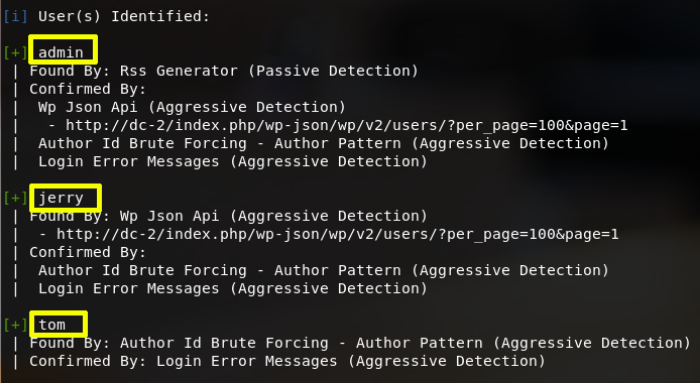 [i] User(s) Identified:
[+] admin
| Found By: Rss Generator (Passive Detection)
| Confirmed By:
|  Wp Json Api (Aggressive Detection)
|   - http://dc-2/index.php/wp-json/wp/v2/users/?per_page=100&page=1
|  Author Id Brute Forcing - Author Pattern (Aggressive Detection)
|  Login Error Messages (Aggressive Detection)
[+] jerry
| Found By: Wp Json Api (Aggressive Detection)
|  - http://dc-2/index.php/wp-json/wp/v2/users/?per_page=100&page=1
| Confirmed By:
|  Author Id Brute Forcing - Author Pattern (Aggressive Detection)
|  Login Error Messages (Aggressive Detection)
[+] tom
| Found By: Author Id Brute Forcing - Author Pattern (Aggressive Detection)
| Confirmed By: Login Error Messages (Aggressive Detection)